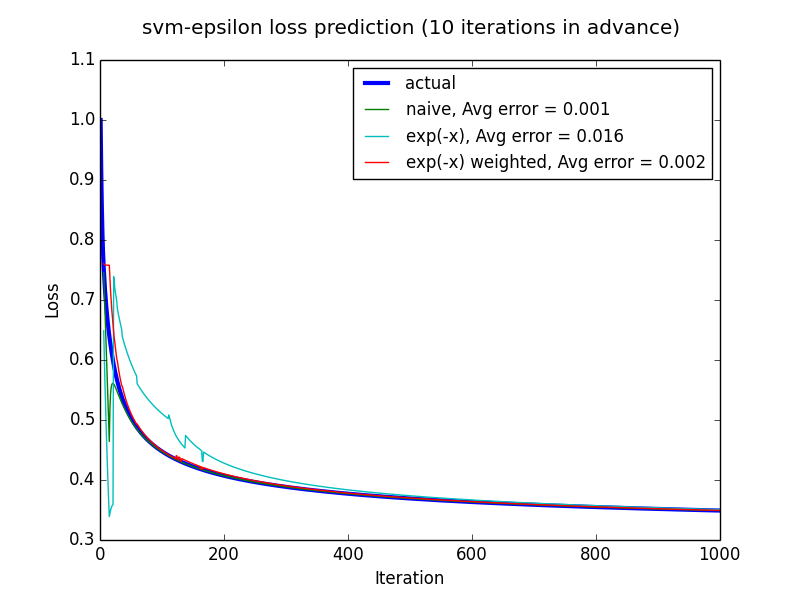 svm-epsilon loss prediction (10 iterations in advance)
1.1
1.0
0.9
0.8
0.7
0.6
0.5
0.4
0.3
Loss
actual
naive, Avg error = 0.001
exp(-x), Avg error = 0.016
exp(-x) weighted, Avg error = 0.002
0 200 400 600 800 1000
Iteration